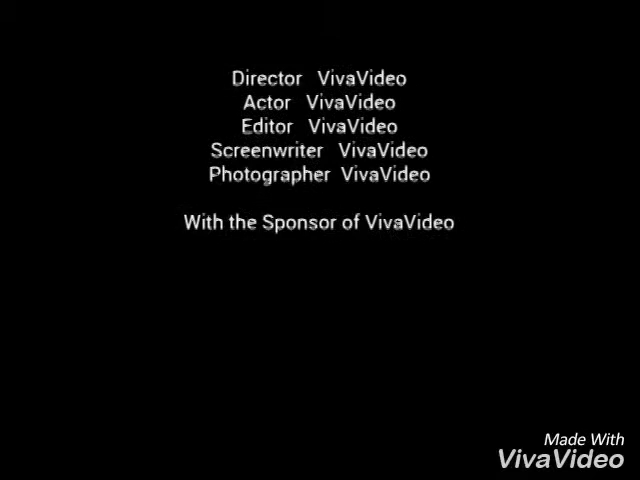 Director VivaVideo
Actor VivaVideo
Editor VivaVideo
Screenwriter VivaVideo
Photographer VivaVideo
With the Sponsor of VivaVideo
Made With
VivaVideo